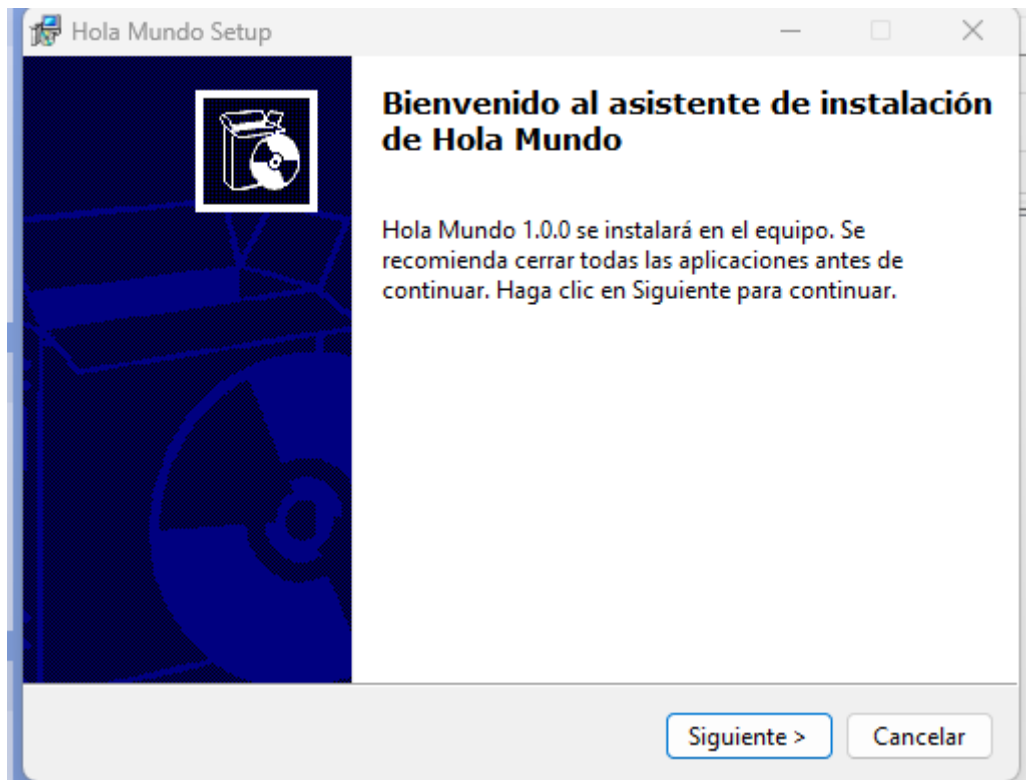 Hola Mundo Setup
Bienvenido al asistente de instalación
de Hola Mundo
Hola Mundo 1.0.0 se instalará en el equipo. Se
recomienda cerrar todas las aplicaciones antes de
continuar. Haga clic en Siguiente para continuar.
Siguiente >
Cancelar